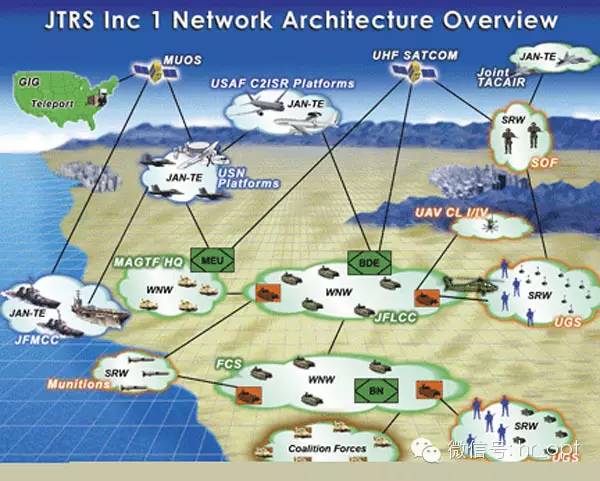 JTRS Inc 1 Network Architecture Overview
MUOS
UHF SATCOM
GIG
Teleport
USAF C2ISR Platforms
JAN-TE
Joint
TACAIR
JAN-TE
SRW
SOF
JAN-TE
USN
Platforms
UAV CL I/IV
MEU
BDE
MAGTF HQ
WNW
WNW
JFLCC
SRW
UGS
JAN-TE
JFMCC
SRW
Munitions
FCS
WNW
BN
SRW
UGS
Coalition Forces
微信号: hr_opt